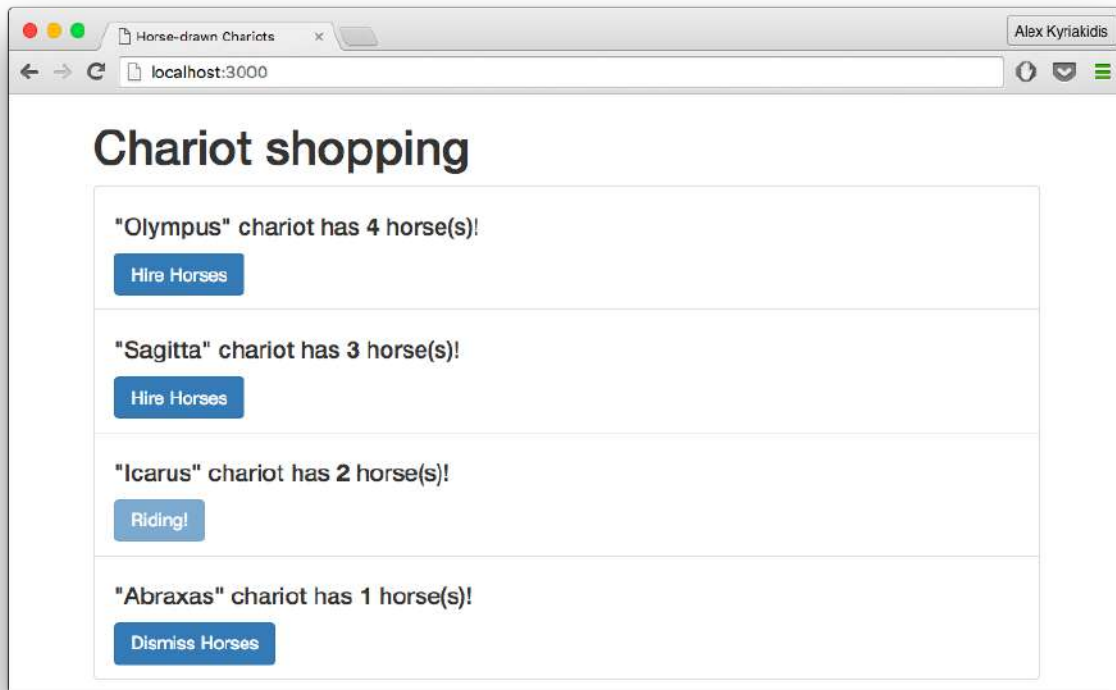 Horse-drawn Chariots
Alex Kyriakidis
localhost:3000
Chariot shopping
"Olympus" chariot has 4 horse(s)!
Hire Horses
"Sagitta" chariot has 3 horse(s)!
Hire Horses
"Icarus" chariot has 2 horse(s)!
Riding!
"Abraxas" chariot has 1 horse(s)!
Dismiss Horses